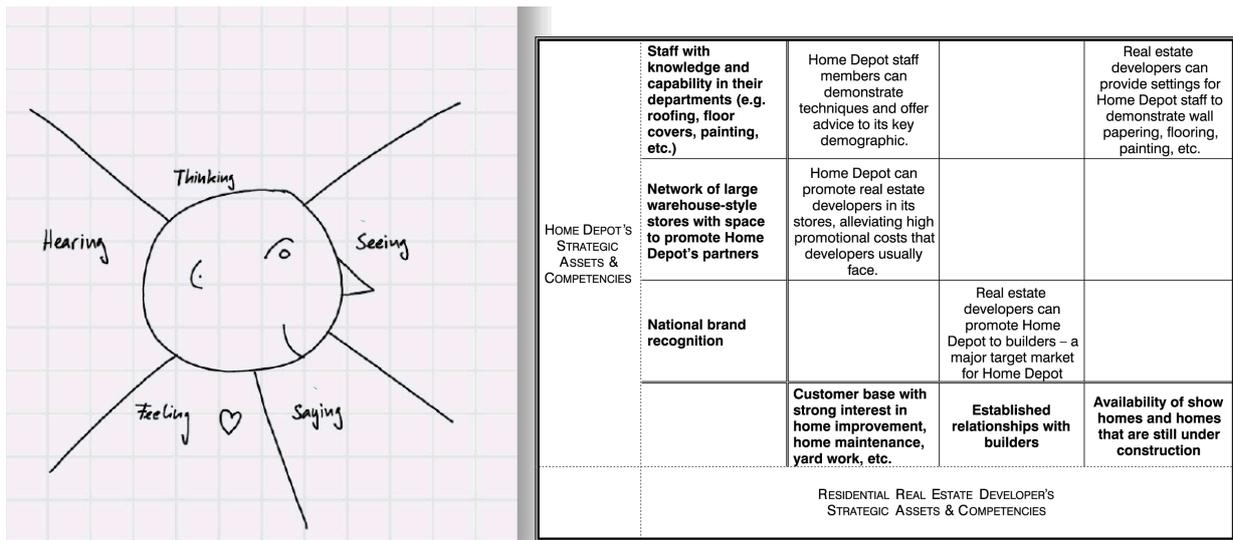 Thinking
Hearing
Seeing
Feeling
Saying
HOME DEPOT'S
STRATEGIC
ASSETS &
COMPETENCIES
Staff with
knowledge and
capability in their
departments (e.g.
roofing, floor
covers, painting,
etc.)
Home Depot staff
members can
demonstrate
techniques and offer
advice to its key
demographic.
Real estate
developers can
provide settings for
Home Depot staff to
demonstrate wall
papering, flooring,
painting, etc.
Network of large
warehouse-style
stores with space
to promote Home
Depot's partners
Home Depot can
promote real estate
developers in its
stores, alleviating high
promotional costs that
developers usually
face.
National brand
recognition
Real estate
developers can
promote Home
Depot to builders – a
major target market
for Home Depot
Customer base with
strong interest in
home improvement,
home maintenance,
yard work, etc.
Established
relationships with
builders
Availability of show
homes and homes
that are still under
construction
RESIDENTIAL REAL ESTATE DEVELOPER'S
STRATEGIC ASSETS & COMPETENCIES